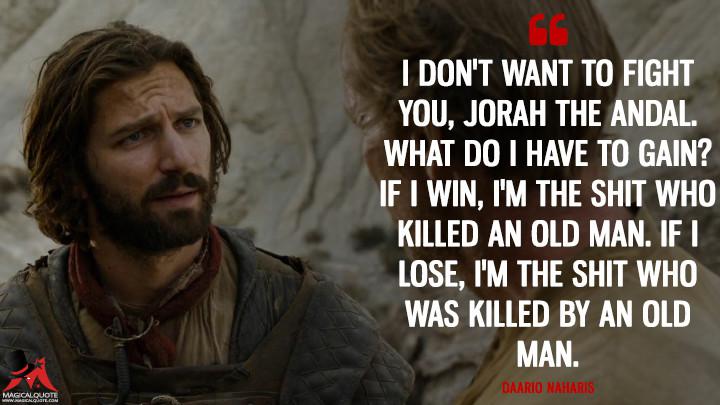 I DON'T WANT TO FIGHT
YOU, JORAH THE ANDAL.
WHAT DO I HAVE TO GAIN?
IF I WIN, I'M THE SHIT WHO
KILLED AN OLD MAN. IF I
LOSE, I'M THE SHIT WHO
WAS KILLED BY AN OLD
MAN.
DAARIO NAHARIS
MAGICALQUOTE
WWW.MAGICALQUOTE.COM